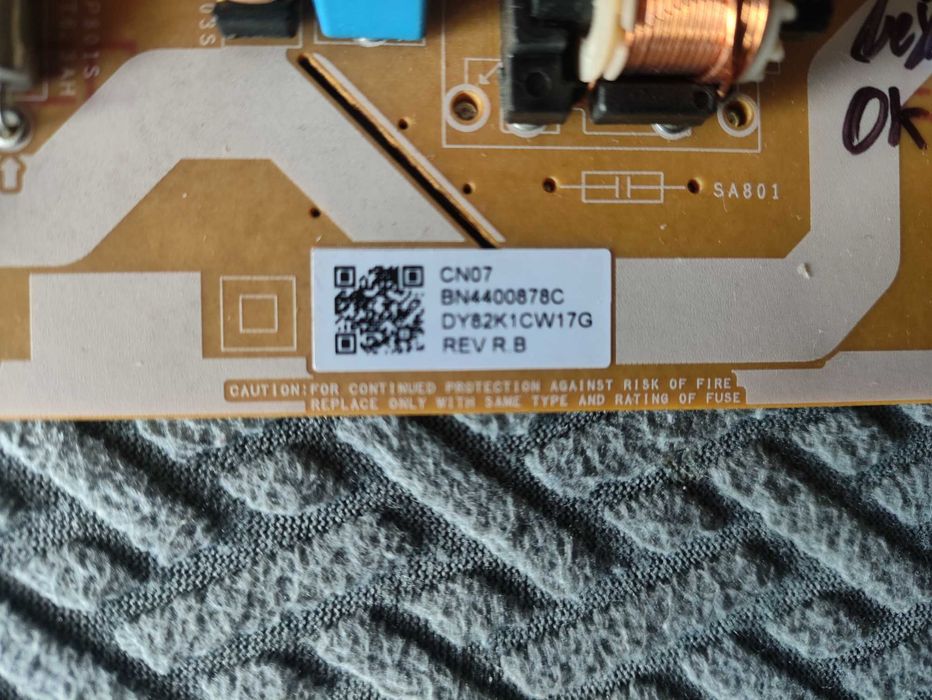 OK
SA801
CN07
BN4400878C
DY82K1CW17G
REV R.B
CAUTION:FOR CONTINUED PROTECTION AGAINST RISK OF FIRE
REPLACE ONLY WITH SAME TYPE AND RATING OF FUSE